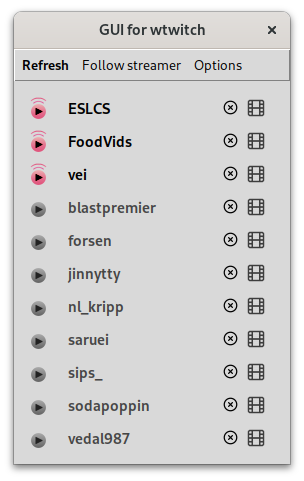 GUI for wtwitch
Refresh Follow streamer Options
ESLCS
FoodVids
vei
blastpremier
forsen
jinnytty
nl_kripp
saruei
sips_
sodapoppin
vedal987